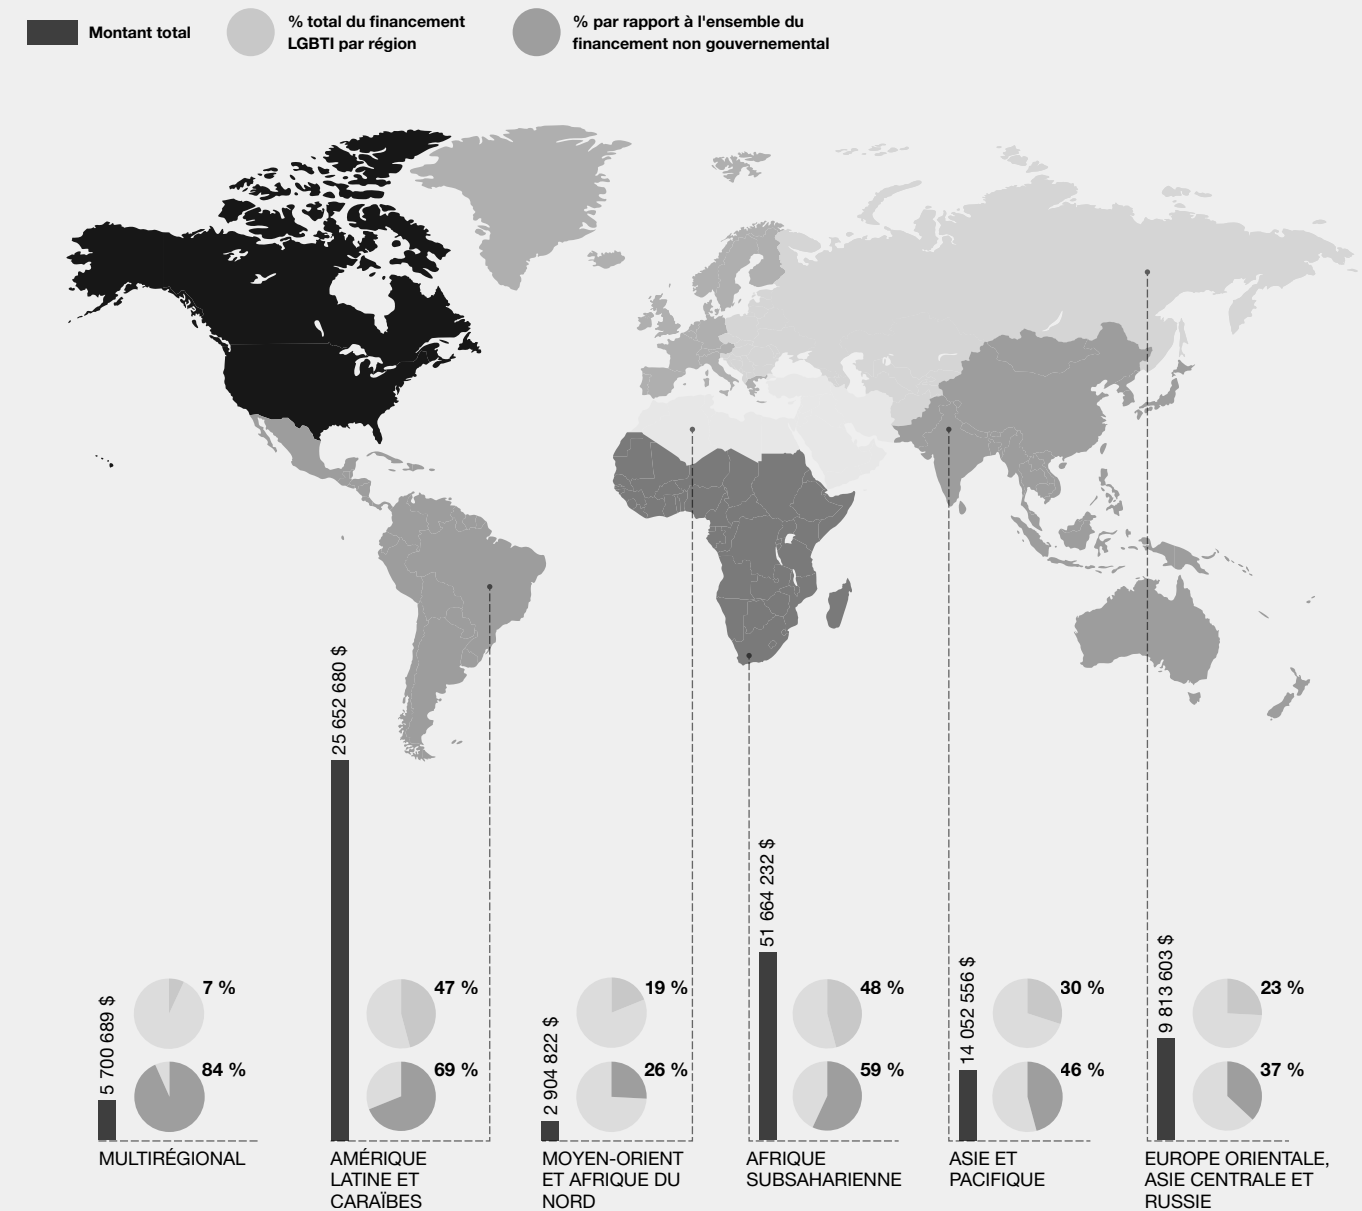 Montant total
% total du financement
LGBTI par région
% par rapport à l'ensemble du
financement non gouvernemental
5 700 689 $
7 %
84 %
MULTIRÉGIONAL
25 652 680 $
47 %
69 %
AMÉRIQUE
LATINE ET
CARAÏBES
2 904 822 $
19 %
26 %
MOYEN-ORIENT
ET AFRIQUE DU
NORD
51 664 232 $
48 %
59 %
AFRIQUE
SUBSAHARIENNE
14 052 556 $
30 %
46 %
ASIE ET
PACIFIQUE
9 813 603 $
23 %
37 %
EUROPE ORIENTALE,
ASIE CENTRALE ET
RUSSIE